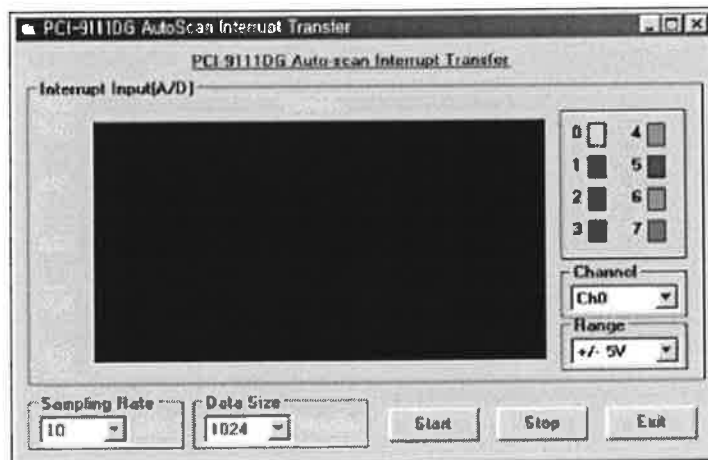 PCI-9111DG AutoScan Interrupt Transfer
PCI-9111DG Auto-scan Interrupt Transfer
Interrupt Input(A/D)
0 4
1 5
2 6
3 7
Channel
Ch0
Range
+/- 5V
Sampling Rate
10
Data Size
1024
Start
Stop
Exit